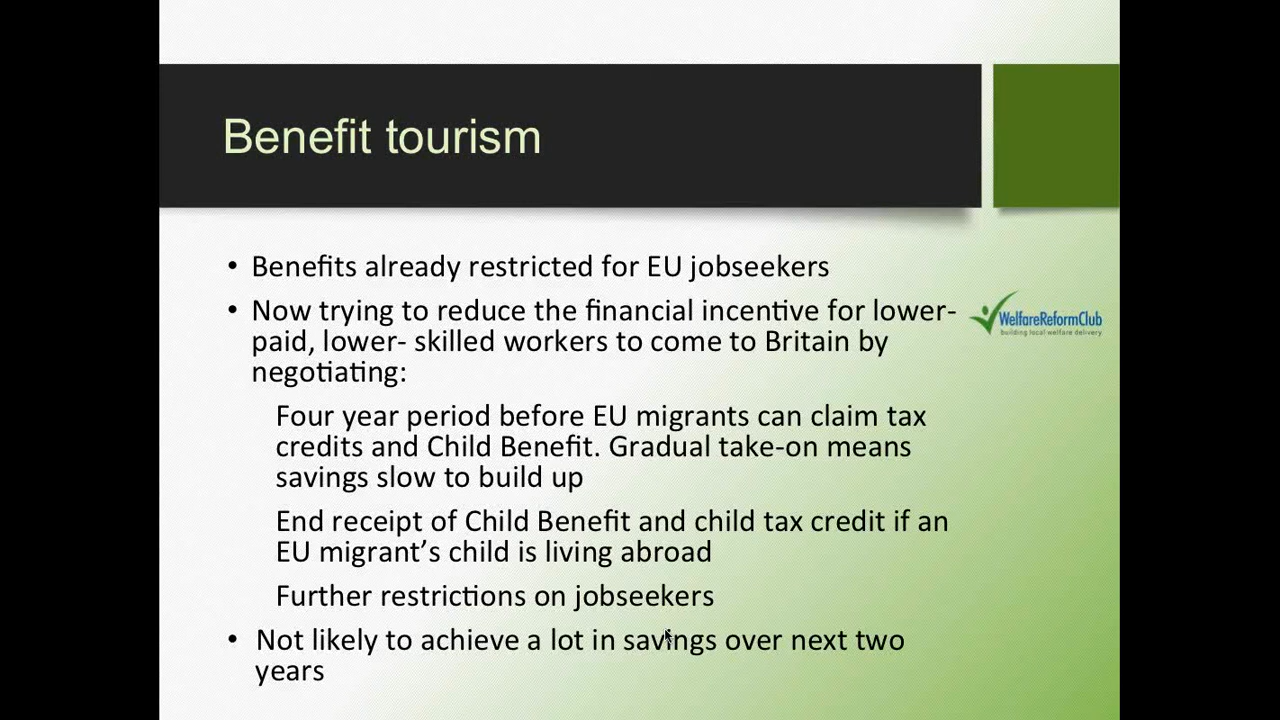 Benefit tourism
• Benefits already restricted for EU jobseekers
• Now trying to reduce the financial incentive for lower-
paid, lower- skilled workers to come to Britain by
negotiating:
Four year period before EU migrants can claim tax
credits and Child Benefit. Gradual take-on means
savings slow to build up
End receipt of Child Benefit and child tax credit if an
EU migrant’s child is living abroad
Further restrictions on jobseekers
• Not likely to achieve a lot in savings over next two
years
WelfareReformClub
building local welfare delivery